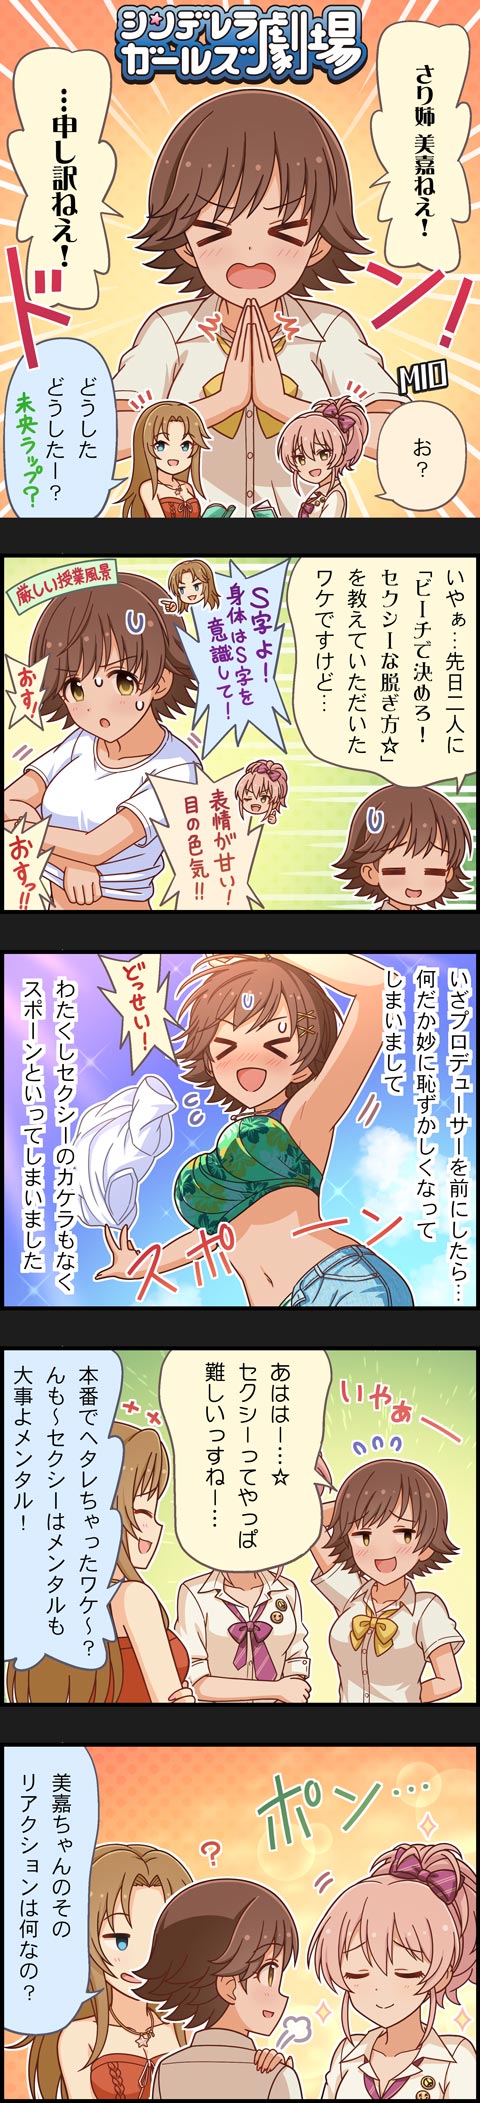 シンデレラ
ガールズ劇場
さり姉 美嘉ねえ！
…申し訳ねえ！
ドン！
MIO
お？
どうした
どうしたー？
未央ラップ？
いやぁ…先日二人に
「ビーチで決めろ！
セクシーな脱ぎ方☆」
を教えていただいた
ワケですけど…
厳しい授業風景
S字よ！
身体はS字を
意識して！
おす！
表情が甘い！
目の色気！！
おすっ！！
いざプロデューサーを前にしたら…
何だか妙に恥ずかしくなって
しまいまして
どっせい！
スポーン
わたくしセクシーのカケラもなく
スポーンといってしまいました
いやぁー
あははー…☆
セクシーってやっぱ
難しいっすねー…
本番でヘタレちゃったワケ～？
んも～セクシーはメンタルも
大事よメンタル！
ポン…
？
美嘉ちゃんのその
リアクションは何なの？